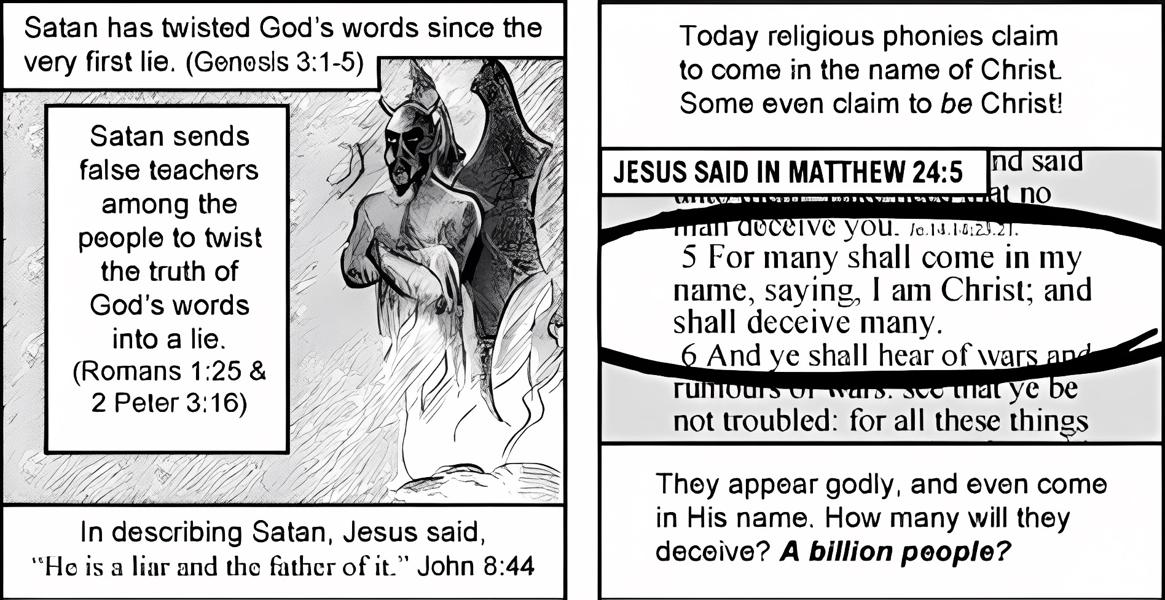 Satan has twisted God's words since the
very first lie. (Genesis 3:1-5)
Satan sends
false teachers
among the
people to twist
the truth of
God's words
into a lie.
(Romans 1:25 &
2 Peter 3:16)
In describing Satan, Jesus said,
"He is a liar and the father of it." John 8:44
Today religious phonies claim
to come in the name of Christ.
Some even claim to be Christ!
JESUS SAID IN MATTHEW 24:5
nd said
unto them, Take heed that no
man deceive you.
5 For many shall come in my
name, saying, I am Christ; and
shall deceive many.
6 And ye shall hear of wars and
rumours of wars: see that ye be
not troubled: for all these things
They appear godly, and even come
in His name. How many will they
deceive? A billion people?